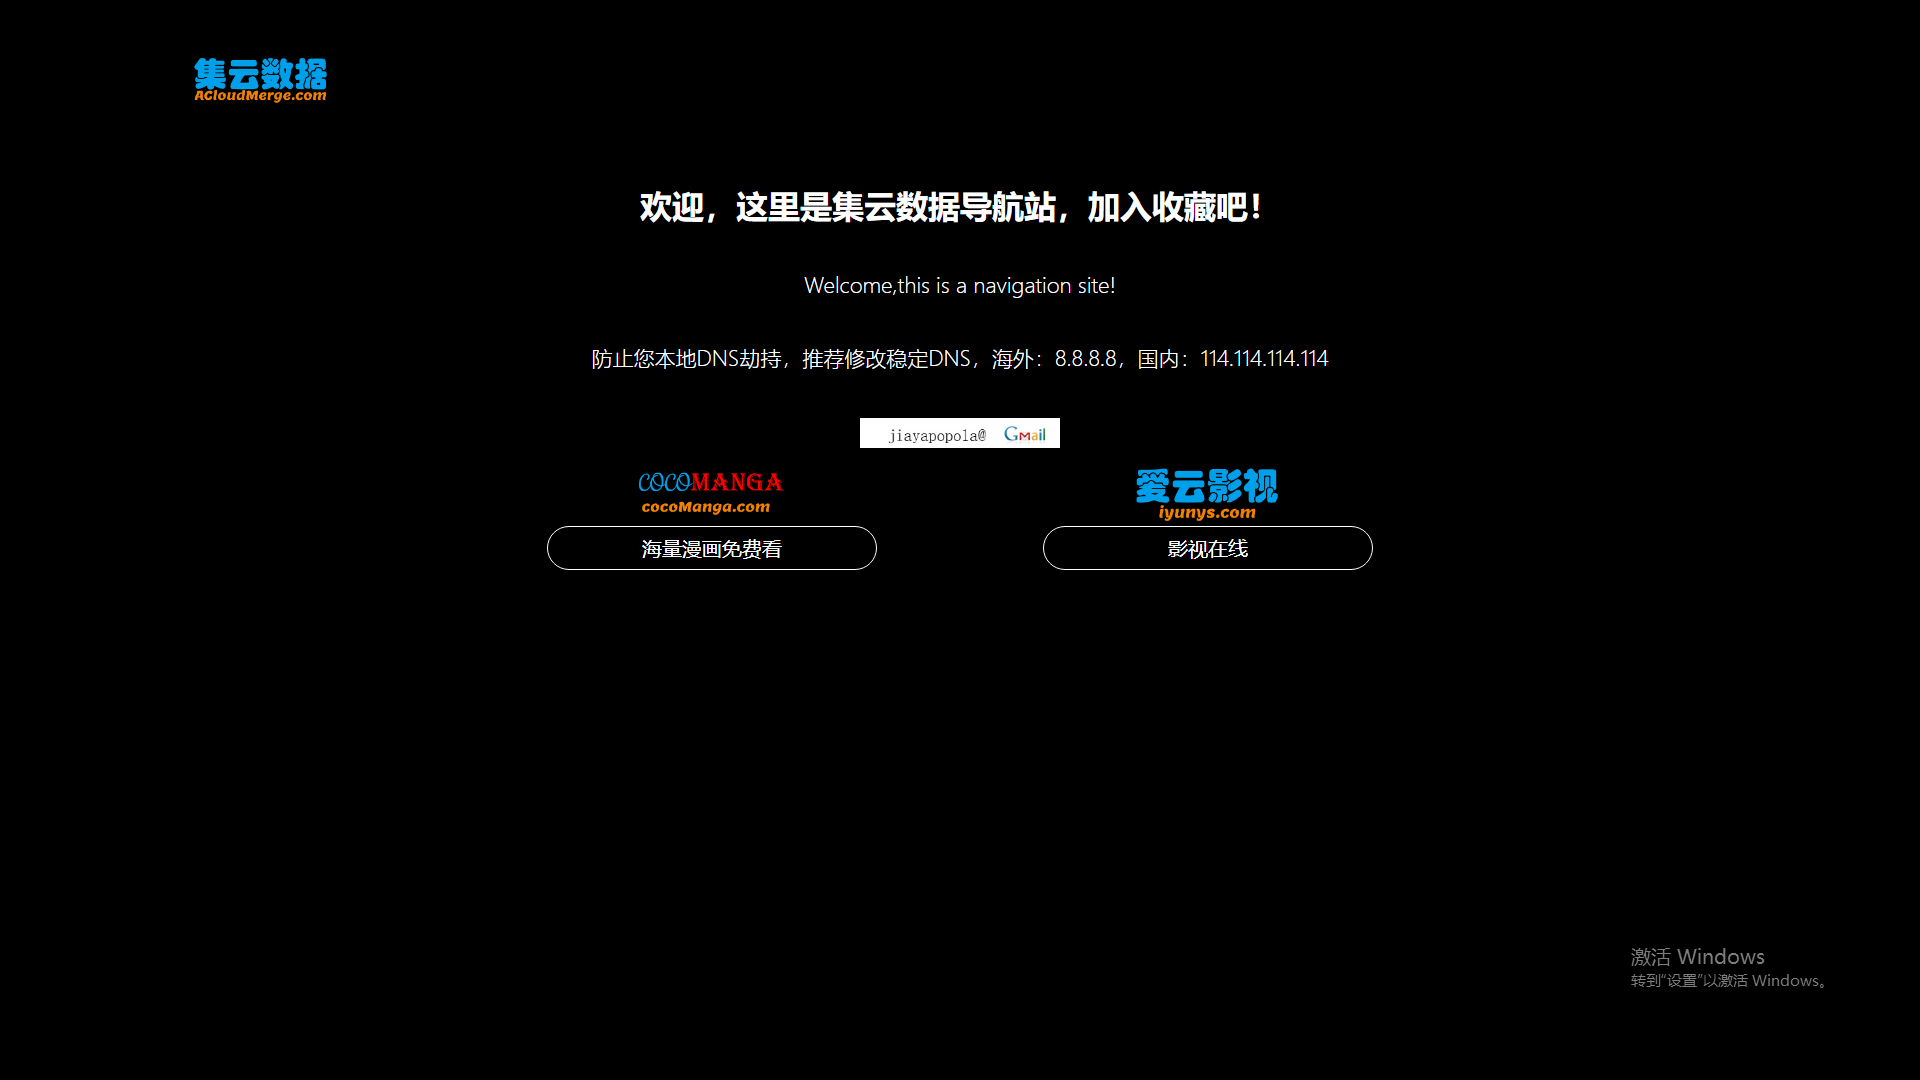 集云数据
ACloudMerge.com
欢迎，这里是集云数据导航站，加入收藏吧！
Welcome,this is a navigation site!
防止您本地DNS劫持，推荐修改稳定DNS，海外：8.8.8.8，国内：114.114.114.114
jiayapopola@ Gmail
COCOMANGA
cocoManga.com
海量漫画免费看
爱云影视
iyunys.com
影视在线
激活 Windows
转到“设置”以激活 Windows。